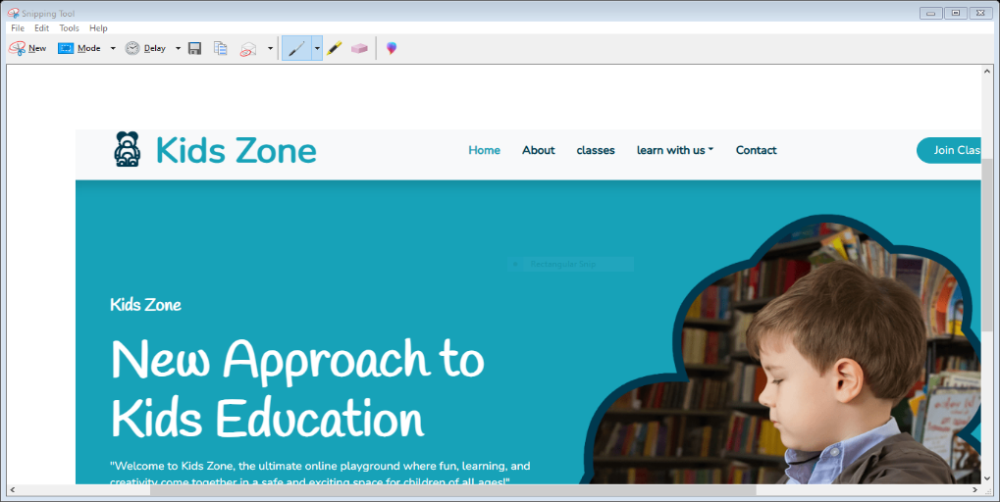 Snipping Tool
File Edit Tools Help
New Mode Delay
Kids Zone Home About classes learn with us Contact Join Clas
Rectangular Snip
Kids Zone
New Approach to
Kids Education
"Welcome to Kids Zone, the ultimate online playground where fun, learning, and
creativity come together in a safe and exciting space for children of all ages!"